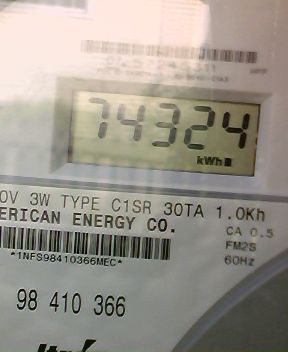 74324
kWh
0V 3W TYPE C1SR 30TA 1.0Kh
ERICAN ENERGY CO.
CA 0.5
FM2S
60Hz
*1NFS98410366MEC*
98 410 366
Itron